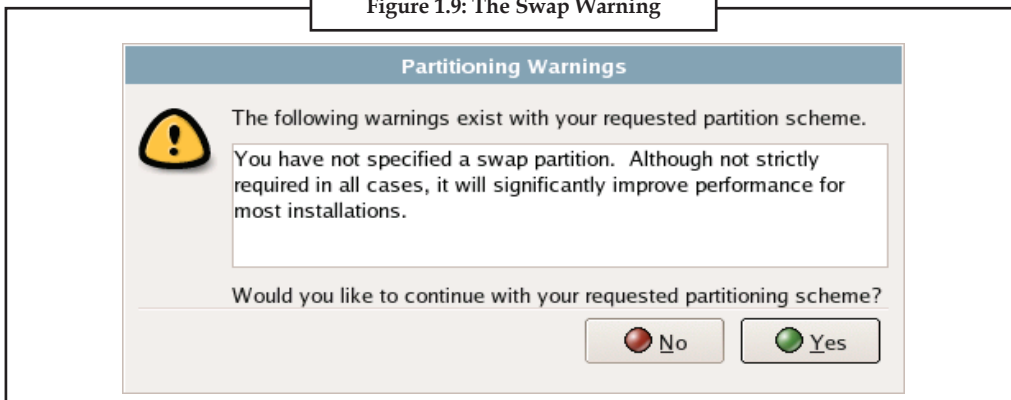 Figure 1.9: The Swap Warning
Partitioning Warnings
The following warnings exist with your requested partition scheme.
You have not specified a swap partition.  Although not strictly
required in all cases, it will significantly improve performance for
most installations.
Would you like to continue with your requested partitioning scheme?
No
Yes